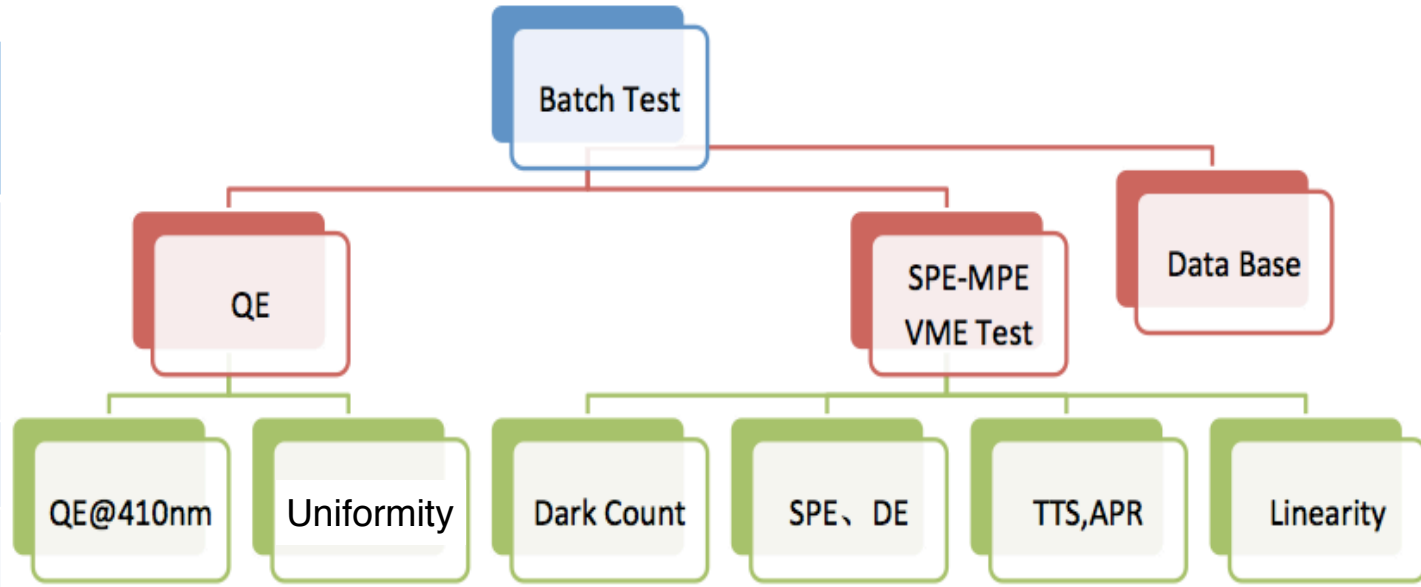 Batch Test
QE
SPE-MPE
VME Test
Data Base
QE@410nm
Uniformity
Dark Count
SPE、DE
TTS,APR
Linearity